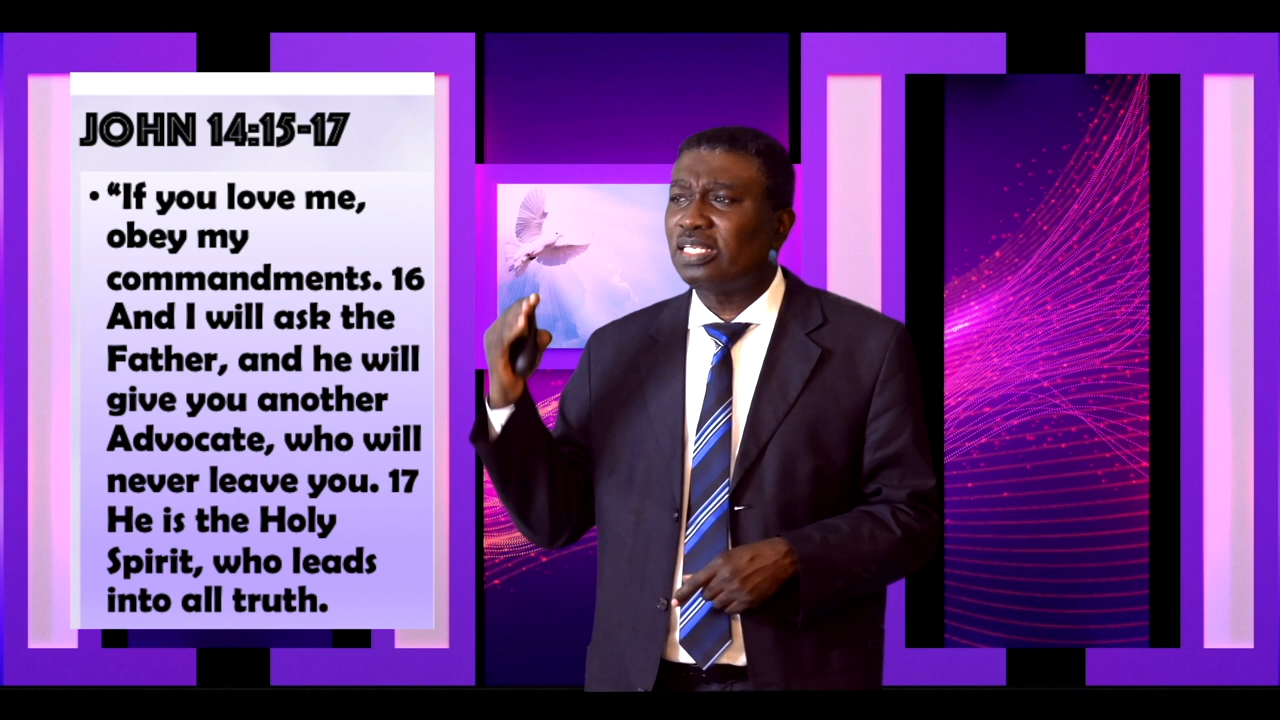 JOHN 14:15-17
• “If you love me,
obey my
commandments. 16
And I will ask the
Father, and he will
give you another
Advocate, who will
never leave you. 17
He is the Holy
Spirit, who leads
into all truth.